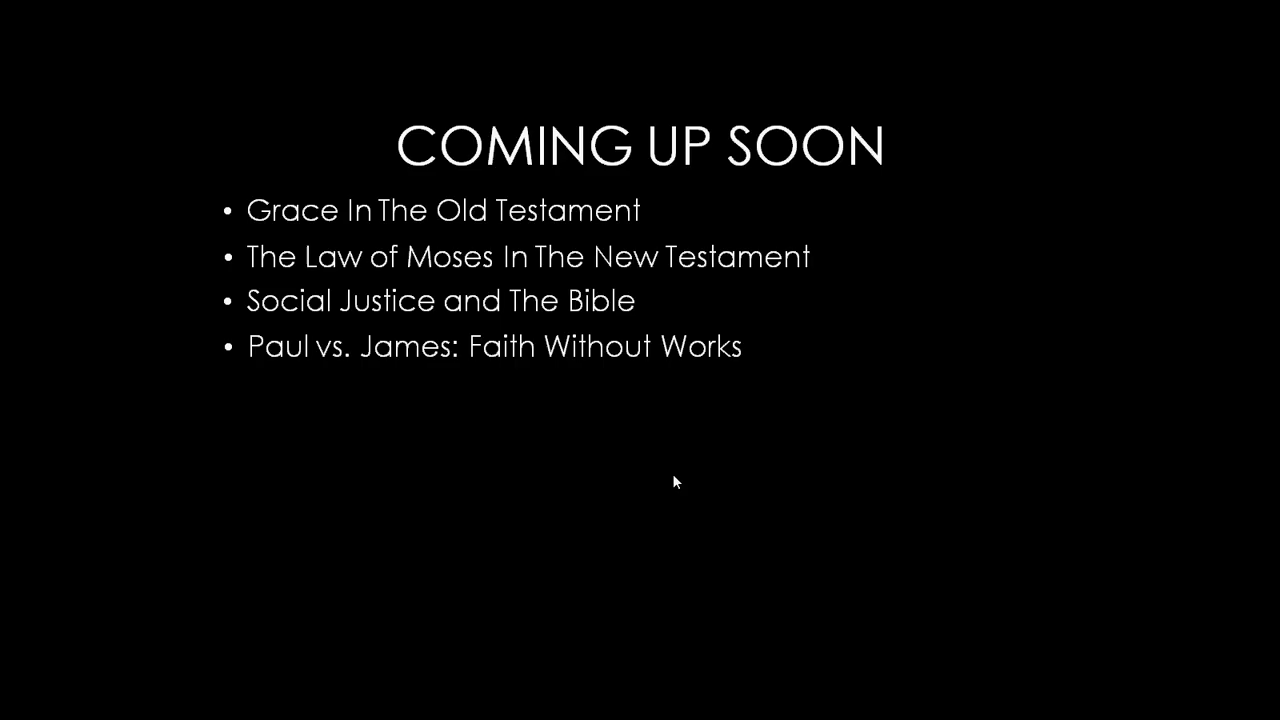 COMING UP SOON
• Grace In The Old Testament
• The Law of Moses In The New Testament
• Social Justice and The Bible
• Paul vs. James: Faith Without Works